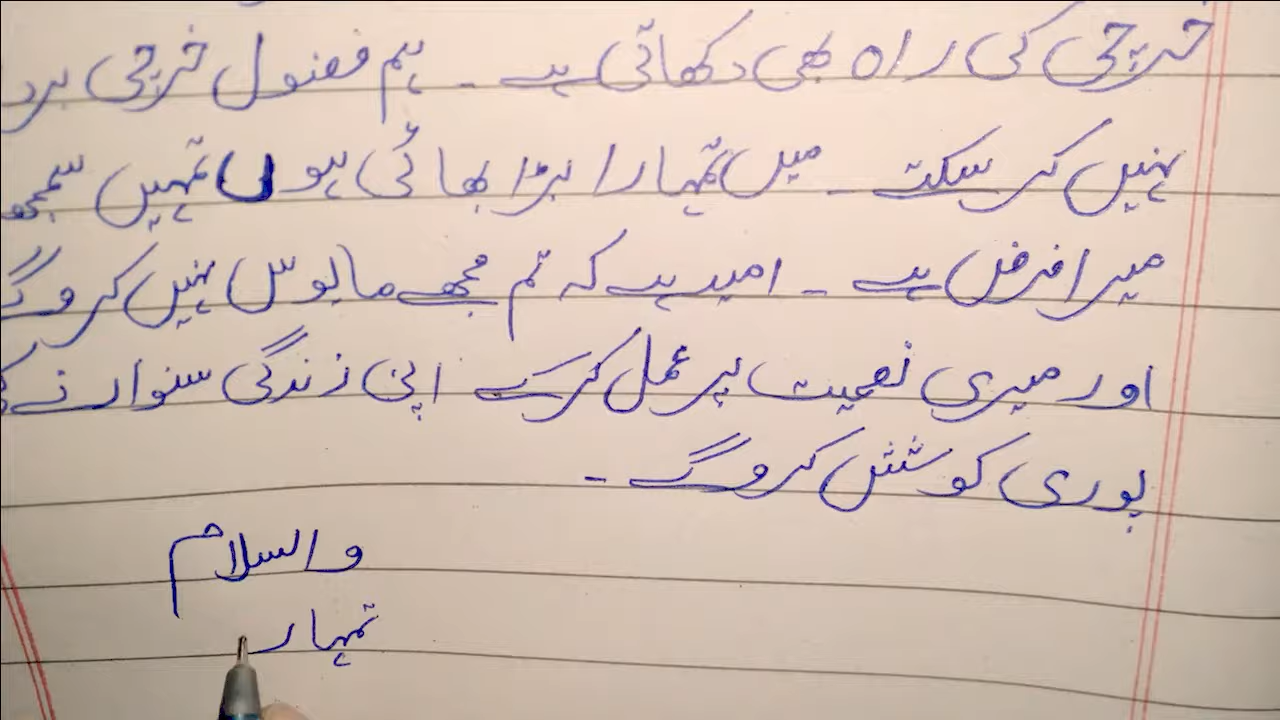 خرچی کی راہ بھی دکھاتی ہے ۔ ہم فضول خرچی برد
نہیں کر سکتے ۔ میں تمہارا بڑا بھائی ہوں تمہیں سمجھ
میرا فرض ہے ۔ امید ہے کہ تم مجھے مایوس نہیں کرو گے
اور میری نصیحت پر عمل کر کے اپنی زندگی سنوارنے
پوری کوشش کرو گے ۔
والسلام
تمہار